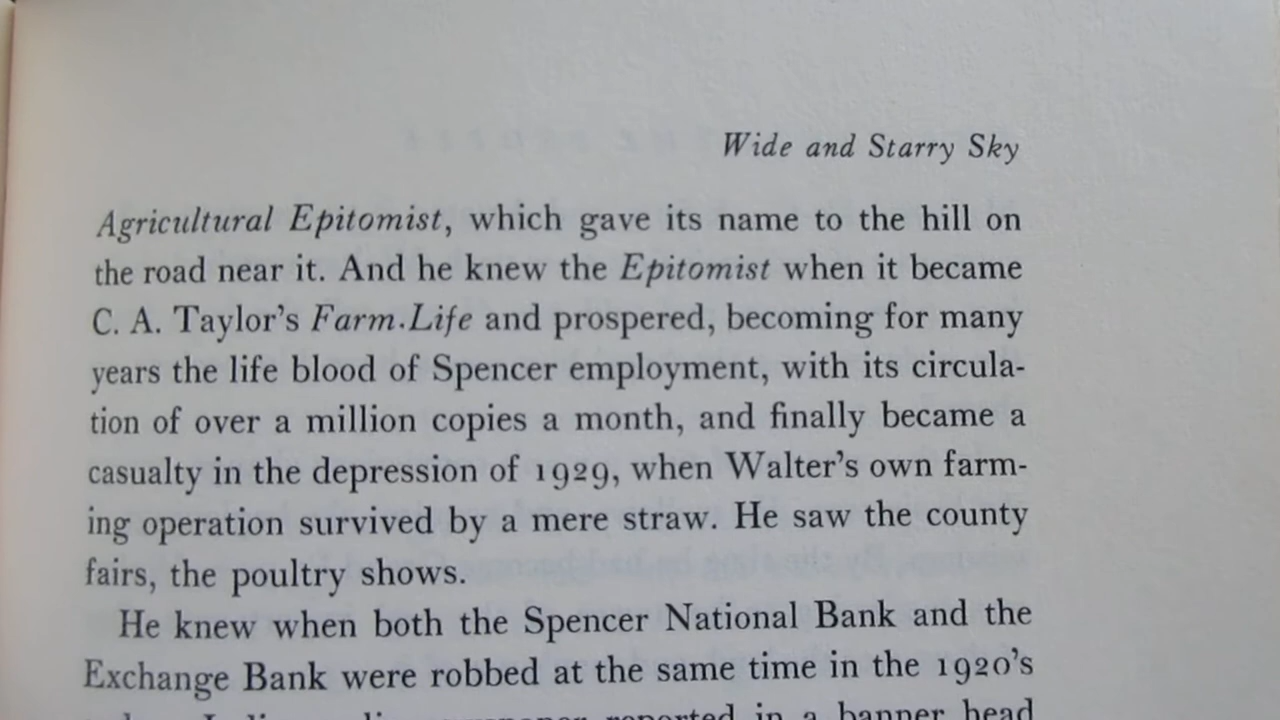 Wide and Starry Sky
Agricultural Epitomist, which gave its name to the hill on
the road near it. And he knew the Epitomist when it became
C. A. Taylor's Farm.Life and prospered, becoming for many
years the life blood of Spencer employment, with its circula-
tion of over a million copies a month, and finally became a
casualty in the depression of 1929, when Walter's own farm-
ing operation survived by a mere straw. He saw the county
fairs, the poultry shows.
He knew when both the Spencer National Bank and the
Exchange Bank were robbed at the same time in the 1920's
reported in a banner head